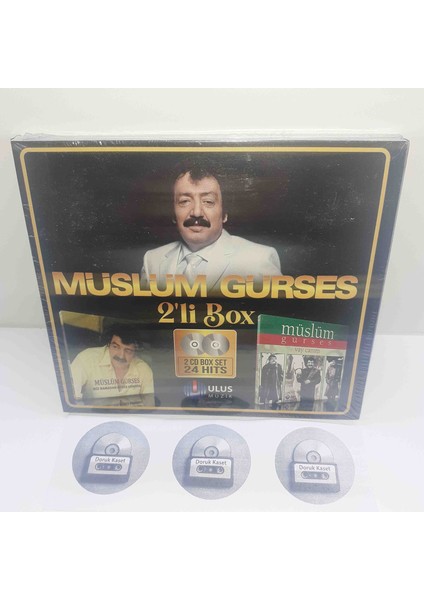 MÜSLÜM GÜRSES
2'li Box
MÜSLÜM GÜRSES
2 CD BOX SET
24 HITS
ULUS
MÜZİK
müslüm
gürses
Doruk Kaset
Doruk Kaset
Doruk Kaset